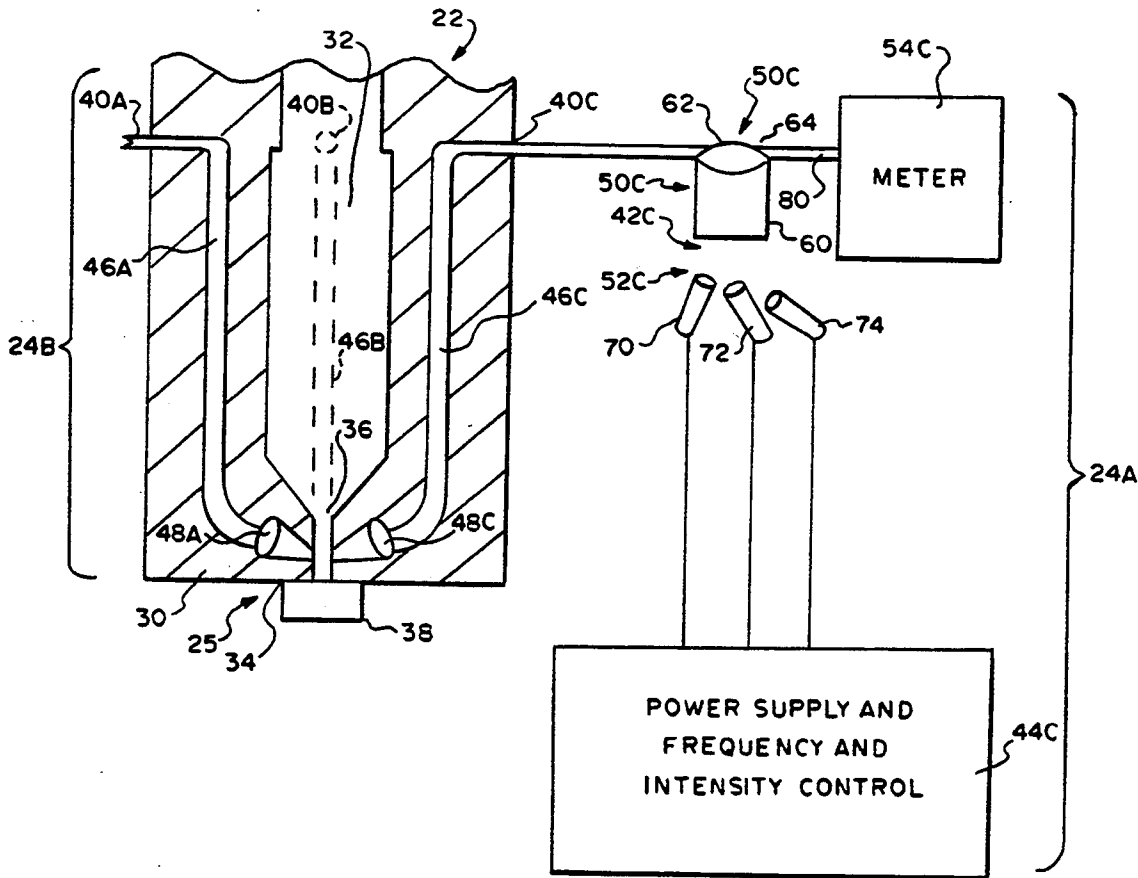 22
54C
32
50C
40A
40B
40C
62
64
METER
50C
80
60
42C
46A
52C
46C
74
24B
46B
70
72
36
24A
48A
48C
30
25
38
34
POWER SUPPLY AND
FREQUENCY AND
INTENSITY CONTROL
44C